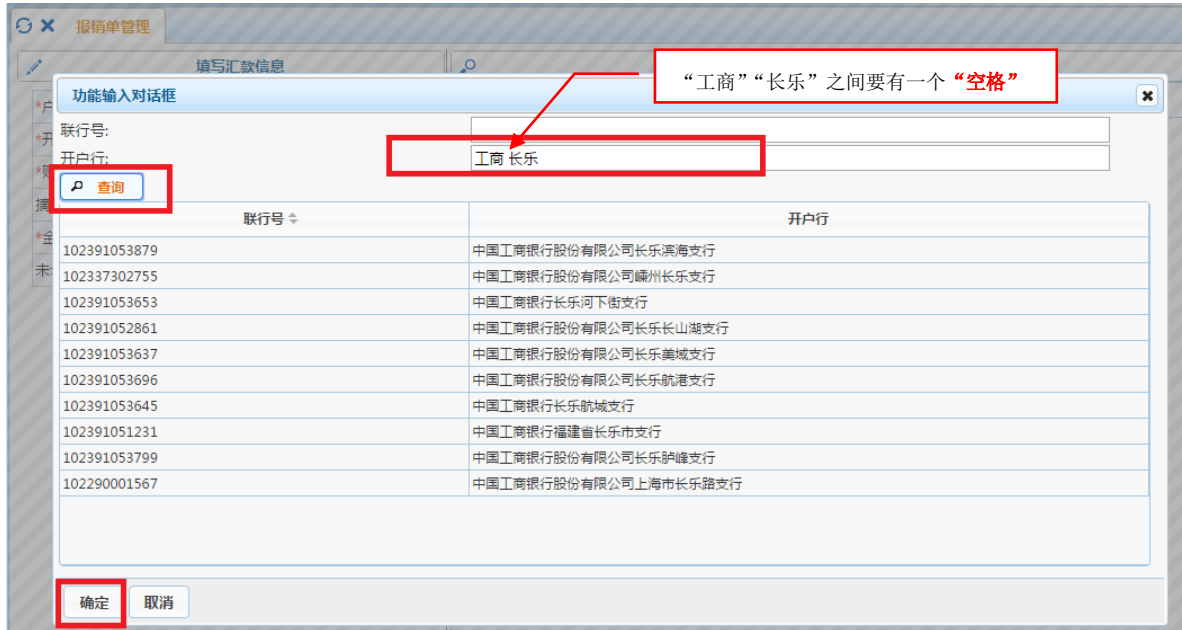 报销单管理
填写汇款信息
“工商”“长乐”之间要有一个“空格”
功能输入对话框
*户
联行号:
*开
开户行:
工商 长乐
*账
查询
摘
联行号
开户行
*金
102391053879
中国工商银行股份有限公司长乐滨海支行
未
102337302755
中国工商银行股份有限公司嵊州长乐支行
102391053653
中国工商银行长乐河下街支行
102391052861
中国工商银行股份有限公司长乐长山湖支行
102391053637
中国工商银行股份有限公司长乐美域支行
102391053696
中国工商银行股份有限公司长乐航港支行
102391053645
中国工商银行长乐航城支行
102391051231
中国工商银行福建省长乐市支行
102391053799
中国工商银行股份有限公司长乐胪峰支行
102290001567
中国工商银行股份有限公司上海市长乐路支行
确定
取消